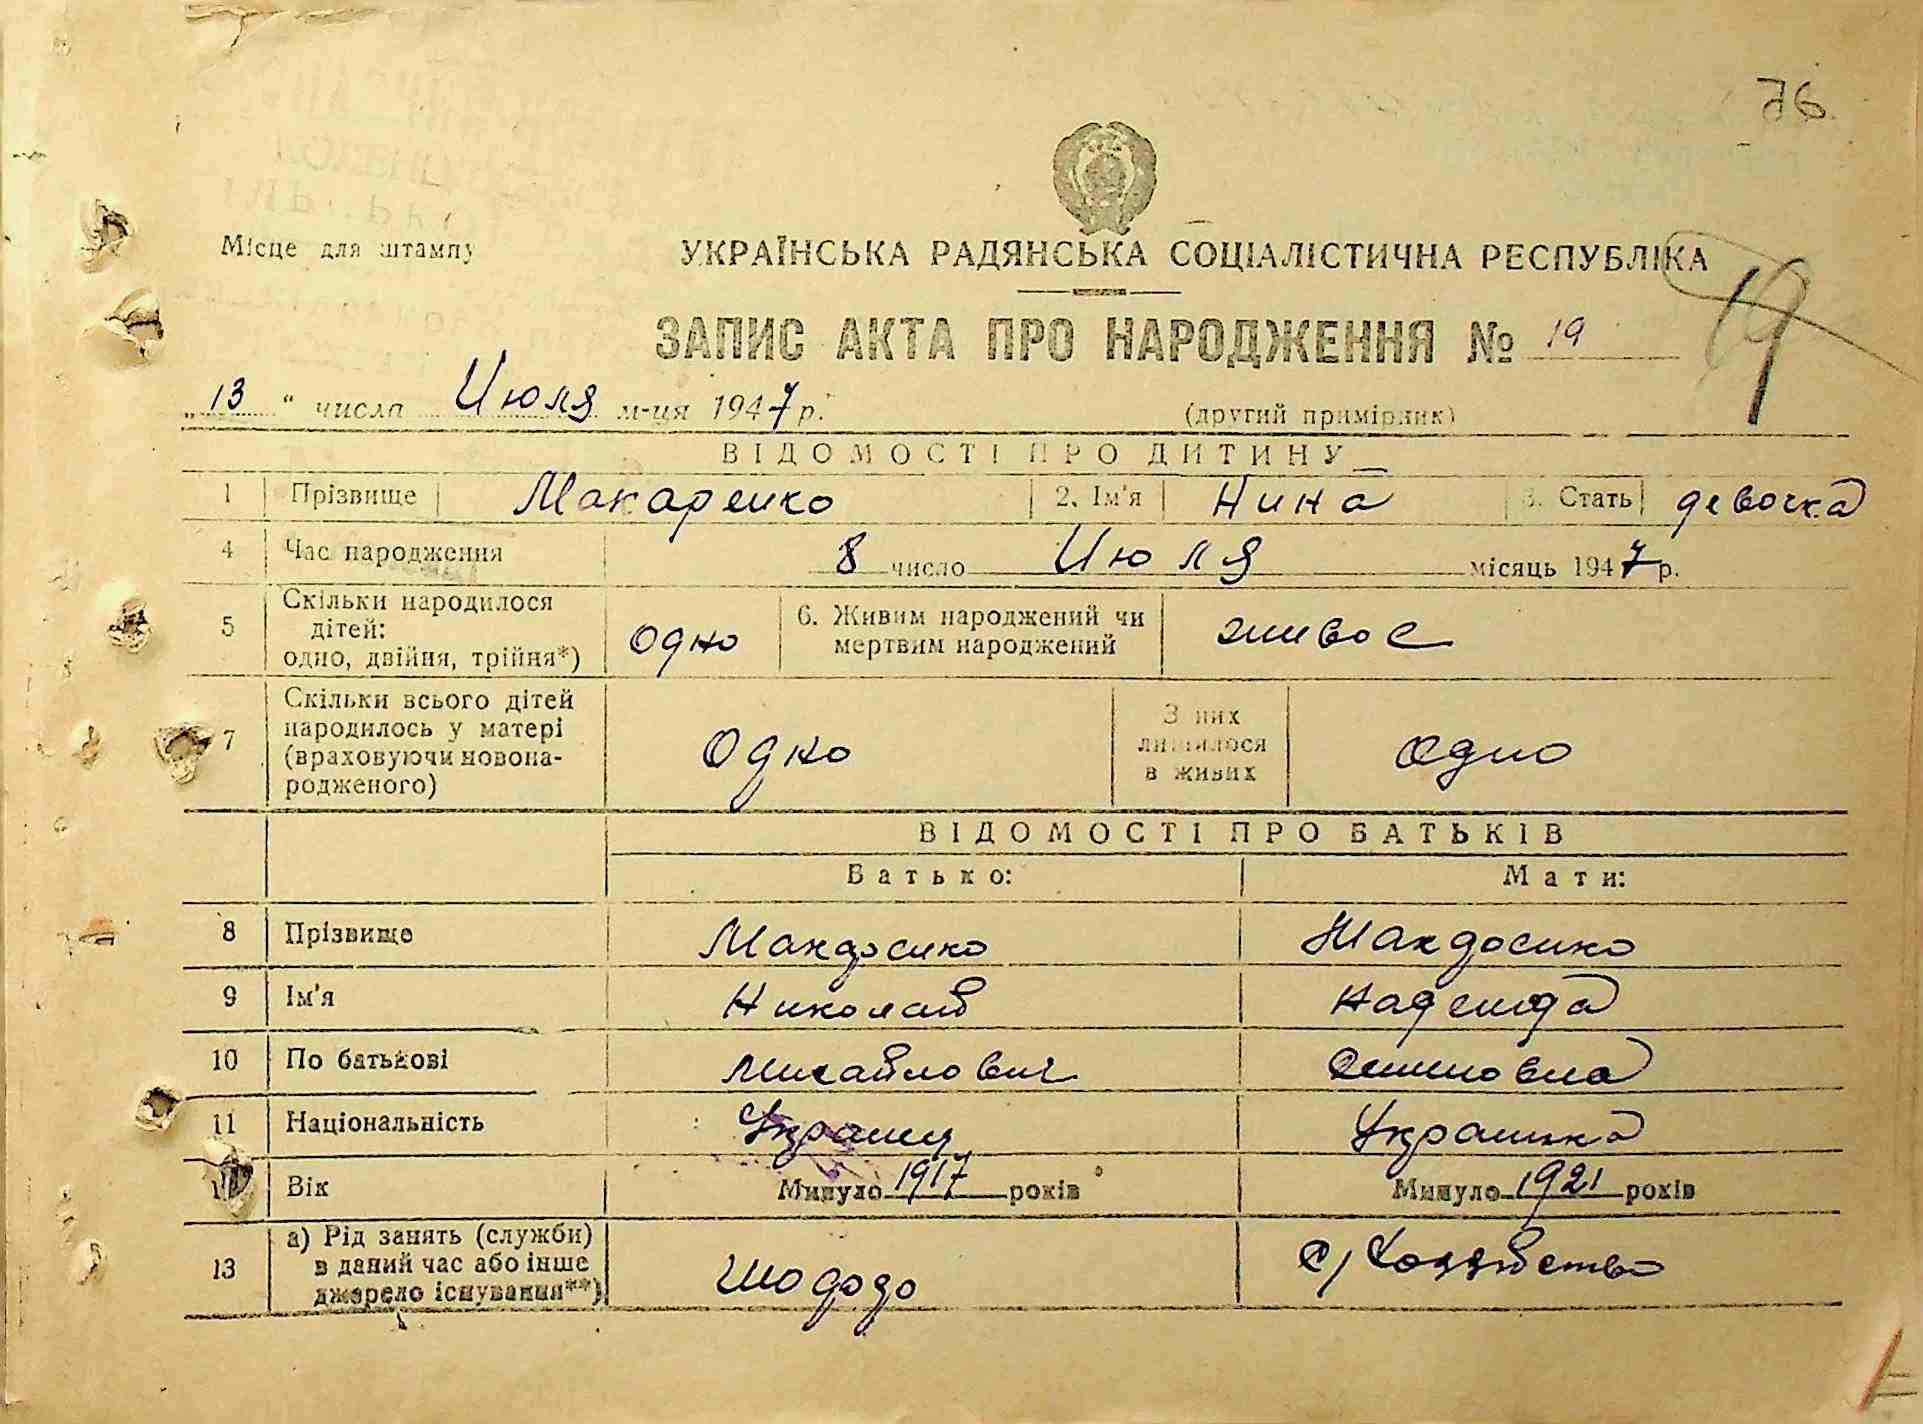 76
Місце для штампу
УКРАЇНСЬКА РАДЯНСЬКА СОЦІАЛІСТИЧНА РЕСПУБЛІКА
19
ЗАПИС АКТА ПРО НАРОДЖЕННЯ № 19
„13“ числа Июля м-ця 1947 р.
(другий примірник)
ВІДОМОСТІ ПРО ДИТИНУ
1 Прізвище Макаренко 2. Ім'я Нина 3. Стать девочка
4 Час народження 8 число Июля місяць 1947 р.
5 Скільки народилося дітей: одно, двійня, трійня*) одно 6. Живим народжений чи мертвим народжений живое
7 Скільки всього дітей народилось у матері (враховуючи новонародженого) Одно З них лишилося в живих Одно
ВІДОМОСТІ ПРО БАТЬКІВ
Батько: Мати:
8 Прізвище
9 Ім'я Николай Надежда
10 По батькові Михайлович
11 Національність Украинц Украинка
12 Вік Минуло 1917 років Минуло 1921 років
13 а) Рід занять (служби) в даний час або інше джерело існування**) с/хозяйство